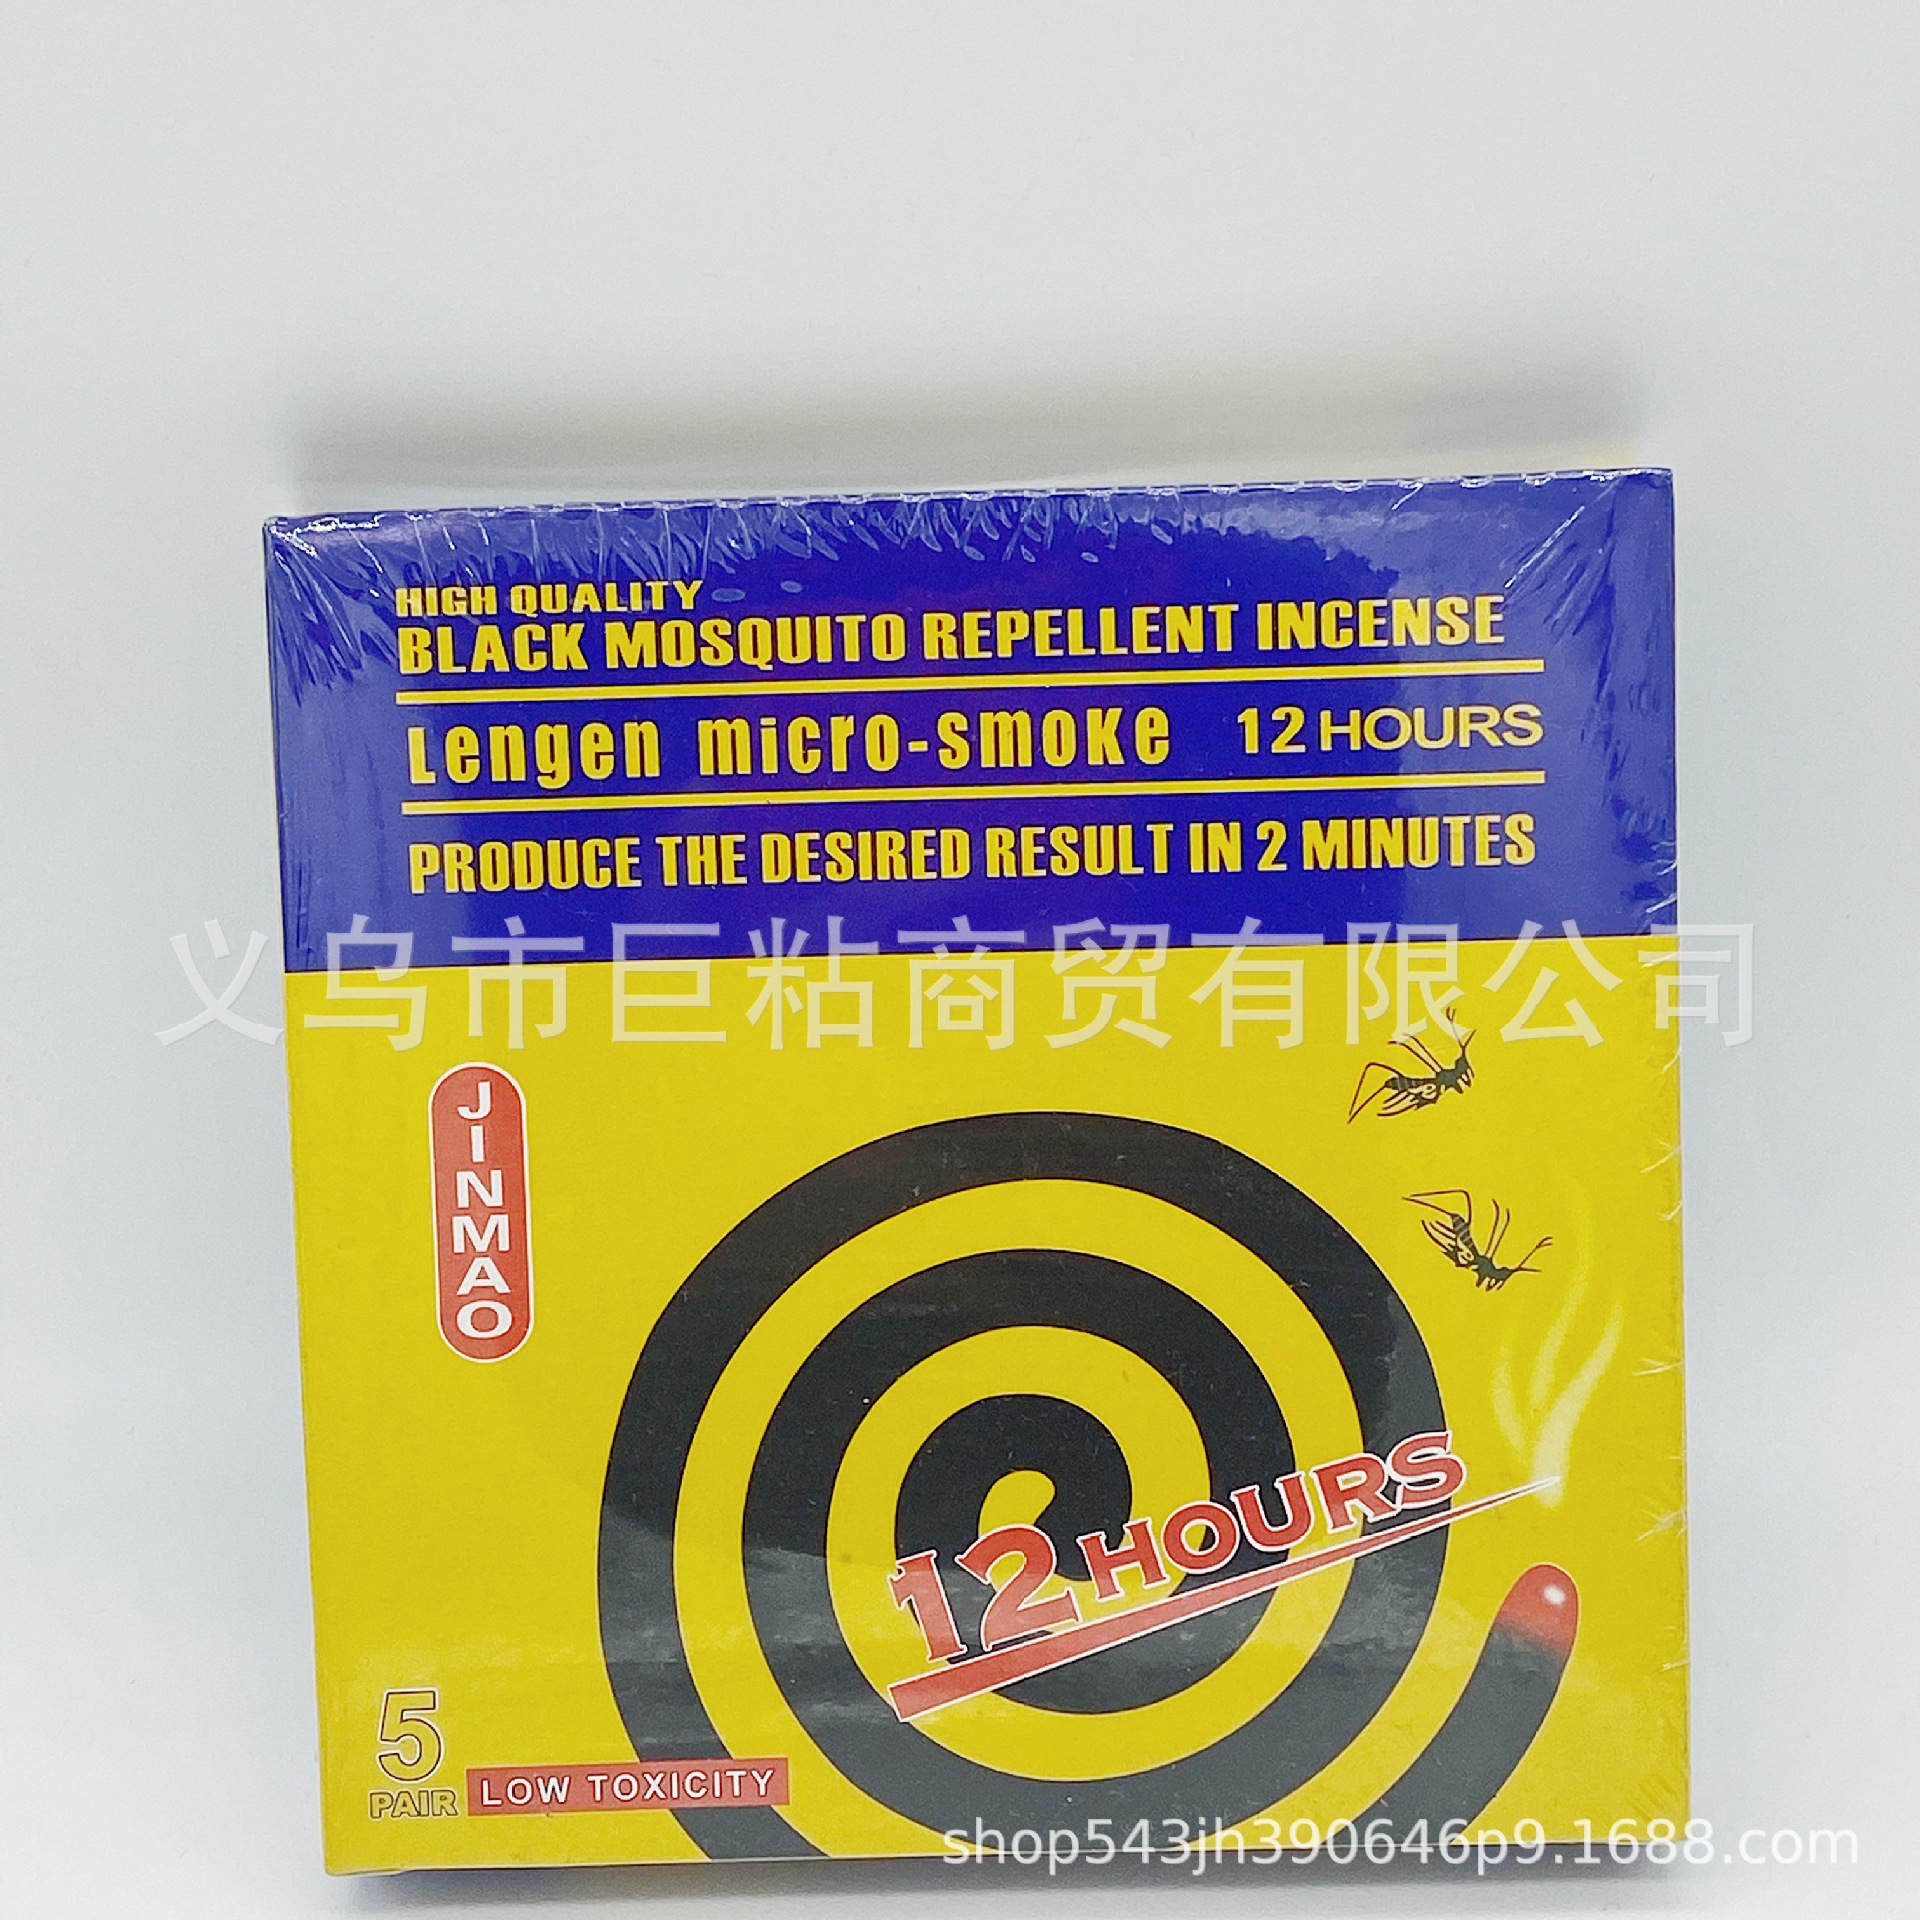 HIGH QUALITY
BLACK MOSQUITO REPELLENT INCENSE
Lengen micro-smoke 12 HOURS
PRODUCE THE DESIRED RESULT IN 2 MINUTES
义乌市巨粘商贸有限公司
JINMAO
12 HOURS
5
PAIR
LOW TOXICITY
shop543jh390646p9.1688.com